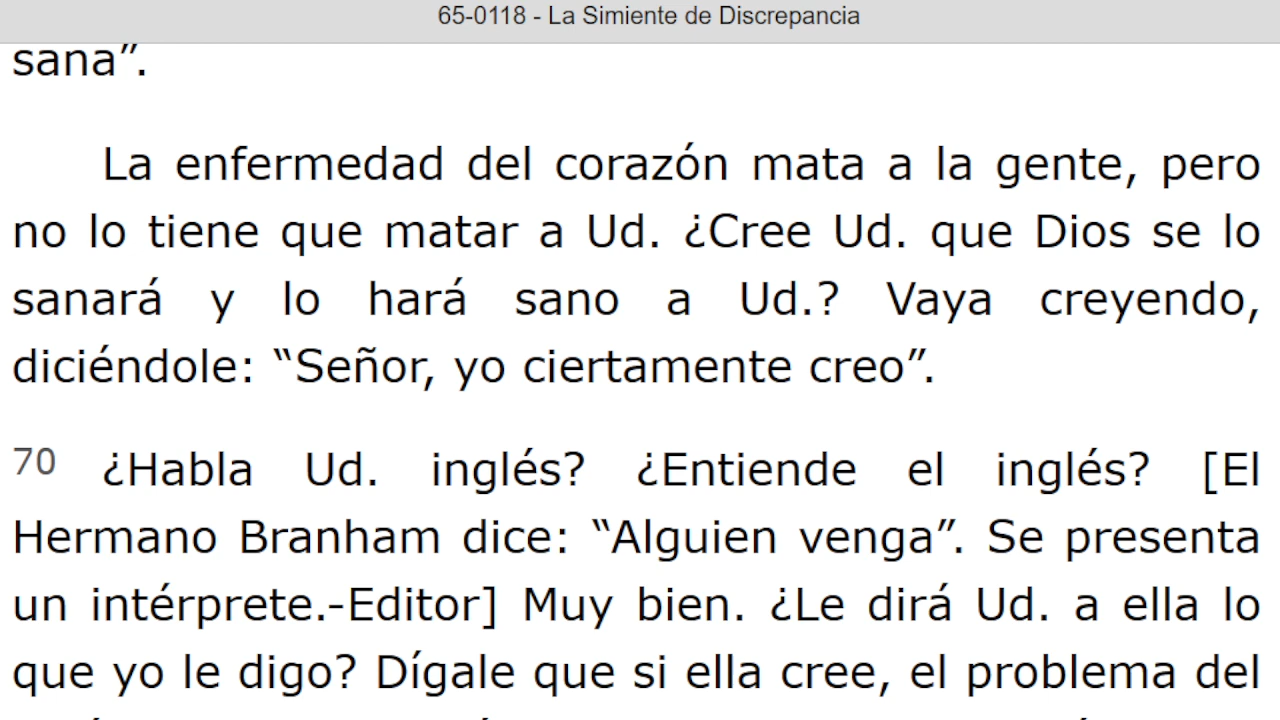 65-0118 - La Simiente de Discrepancia
sana”.
La enfermedad del corazón mata a la gente, pero
no lo tiene que matar a Ud. ¿Cree Ud. que Dios se lo
sanará y lo hará sano a Ud.? Vaya creyendo,
diciéndole: “Señor, yo ciertamente creo”.
70 ¿Habla Ud. inglés? ¿Entiende el inglés? [El
Hermano Branham dice: “Alguien venga”. Se presenta
un intérprete.-Editor] Muy bien. ¿Le dirá Ud. a ella lo
que yo le digo? Dígale que si ella cree, el problema del